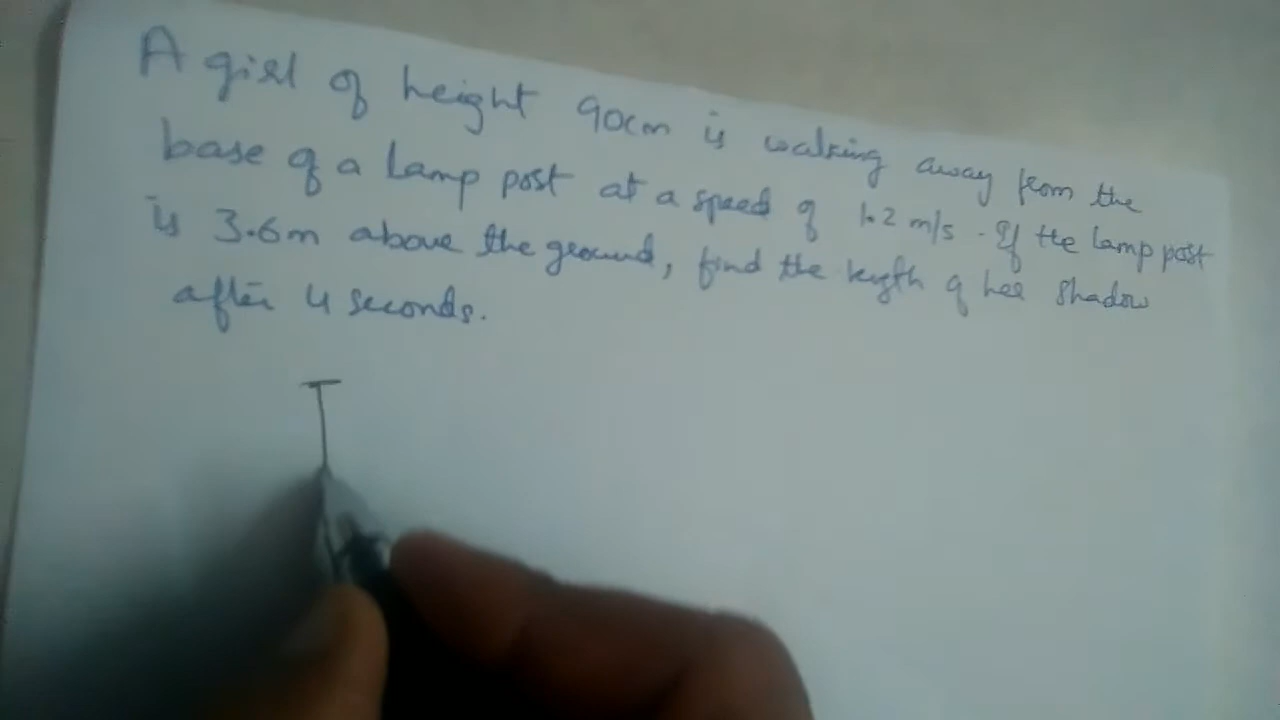 A girl of height 90cm is walking away from the
base of a lamp post at a speed of 1.2 m/s. If the lamp post
is 3.6m above the ground, find the length of her shadow
after 4 seconds.